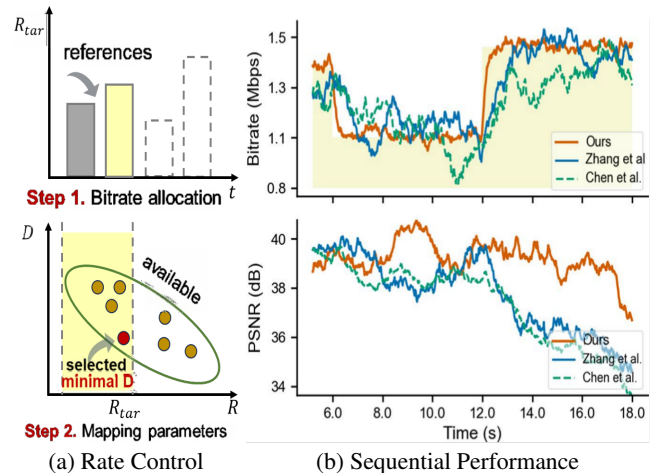 R_tar
references
t
Step 1. Bitrate allocation
D
available
selected
minimal D
R_tar
R
Step 2. Mapping parameters
(a) Rate Control
Bitrate (Mbps)
1.5
1.3
1.1
0.8
Ours
Zhang et al
Chen et al.
PSNR (dB)
40
38
36
34
Ours
Zhang et al.
Chen et al.
6.0 8.0 10.0 12.0 14.0 16.0 18.0
Time (s)
(b) Sequential Performance